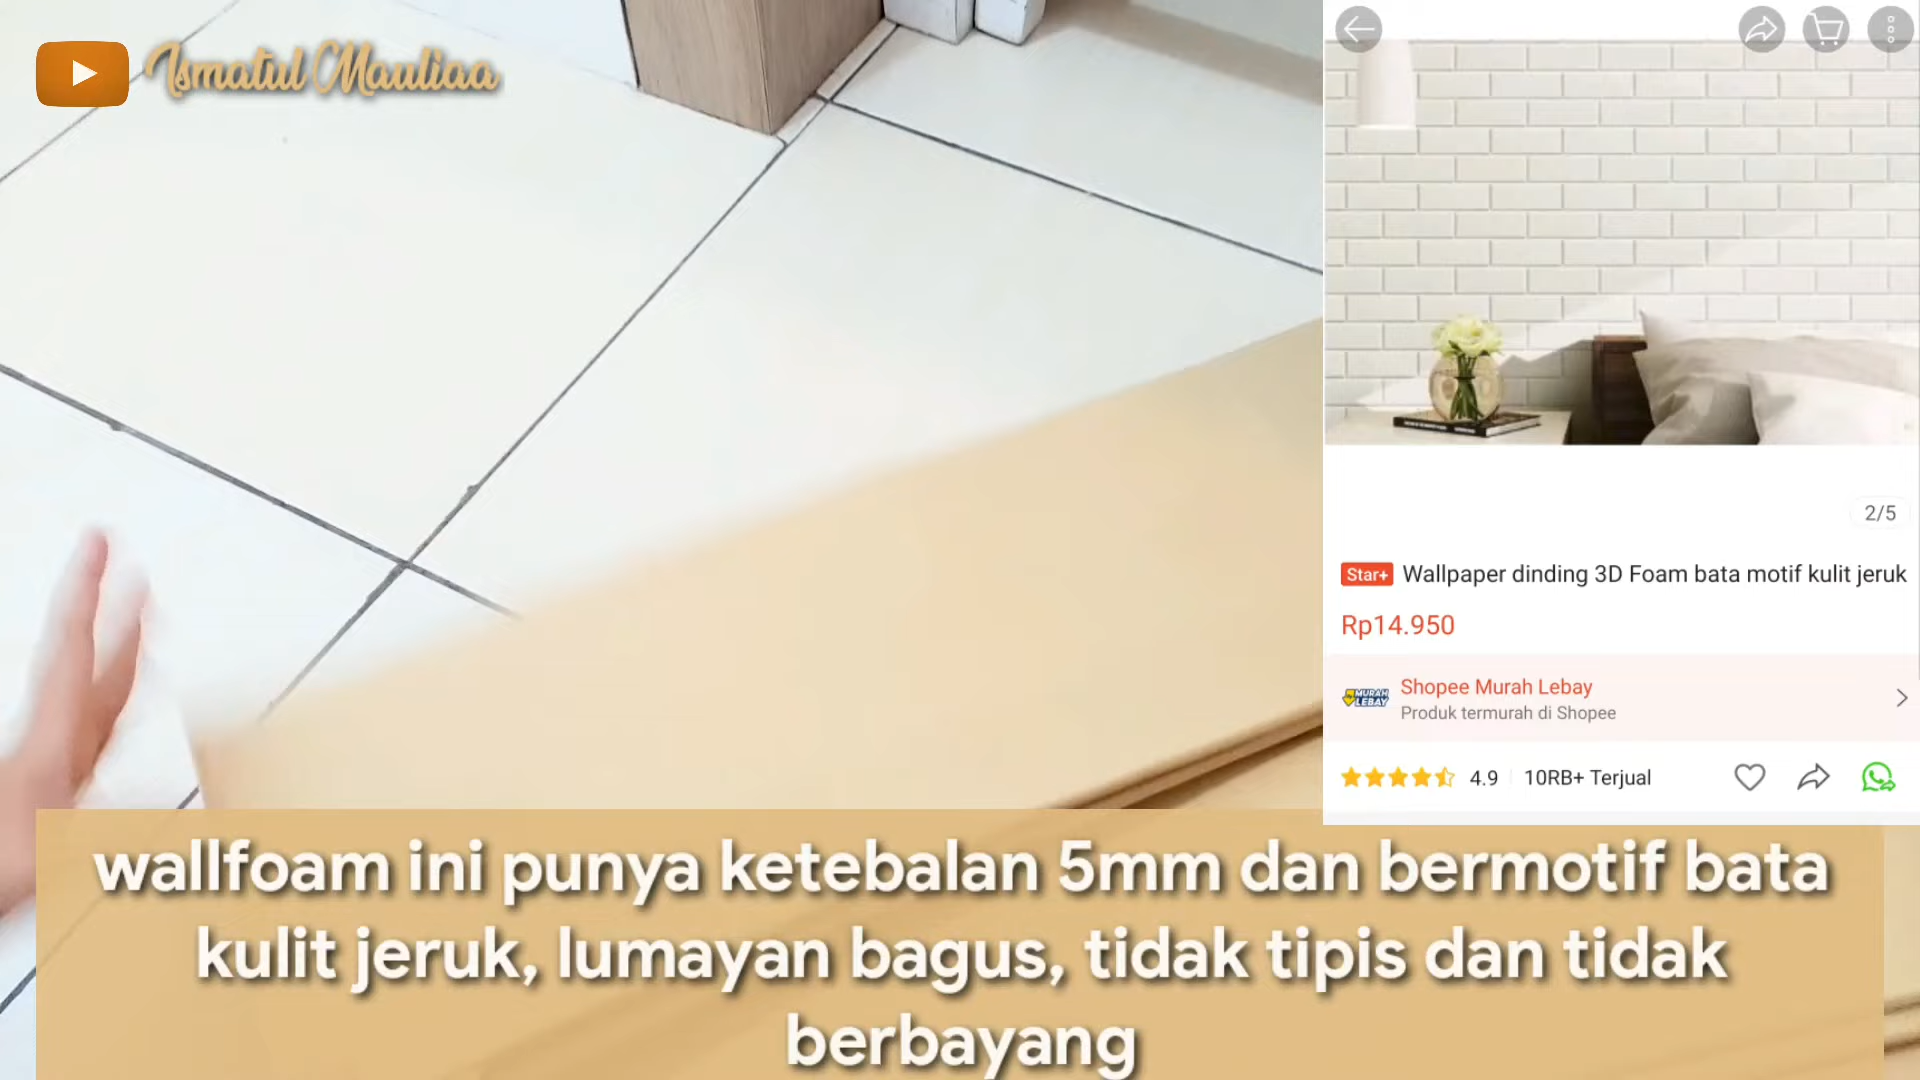 Ismatul Mauliaa
2/5
Star+ Wallpaper dinding 3D Foam bata motif kulit jeruk
Rp14.950
MURAH LEBAY
Shopee Murah Lebay
Produk termurah di Shopee
4.9 10RB+ Terjual
wallfoam ini punya ketebalan 5mm dan bermotif bata
kulit jeruk, lumayan bagus, tidak tipis dan tidak
berbayang